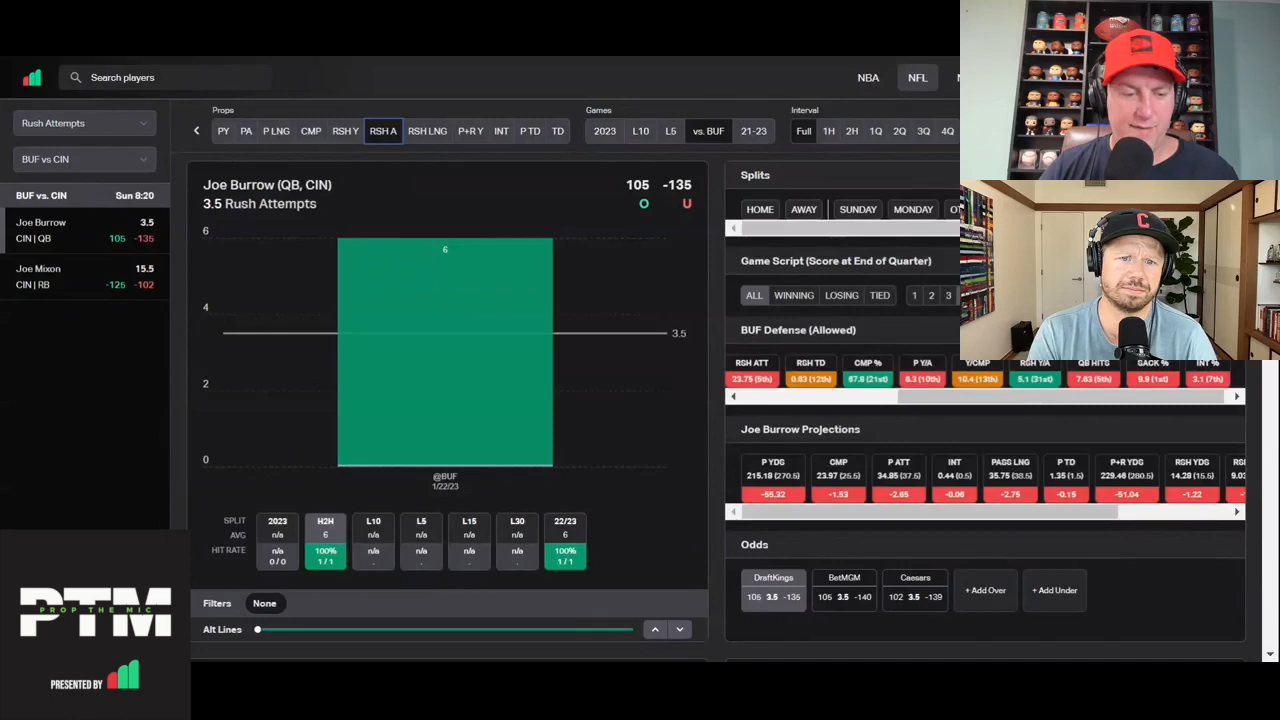 Search players
NBA
NFL
Rush Attempts
BUF vs CIN
BUF vs. CIN Sun 8:20
Joe Burrow 3.5
CIN | QB 105 -135
Joe Mixon 15.5
CIN | RB -125 -102
Props
PY PA P LNG CMP RSH Y RSH A RSH LNG P+R Y INT P TD TD
Games
2023 L10 L5 vs. BUF 21-23
Interval
Full 1H 2H 1Q 2Q 3Q 4Q
Joe Burrow (QB, CIN) 105 -135
3.5 Rush Attempts O U
6
6
4
3.5
2
0
@BUF
1/22/23
SPLIT 2023 H2H L10 L5 L15 L30 22/23
AVG n/a 6 n/a n/a n/a n/a 6
HIT RATE n/a 100% n/a n/a n/a n/a 100%
0/0 1/1 . . . . 1/1
Filters None
Alt Lines
Splits
HOME AWAY SUNDAY MONDAY
Game Script (Score at End of Quarter)
ALL WINNING LOSING TIED 1 2 3
BUF Defense (Allowed)
RSH ATT RSH TD CMP % P Y/A Y/CMP RSH Y/A QB HITS SACK % INT %
23.75 (5th) 0.63 (12th) 67.8 (21st) 6.3 (10th) 10.4 (13th) 5.1 (31st) 7.63 (5th) 9.9 (1st) 3.1 (7th)
Joe Burrow Projections
P YDS CMP P ATT INT PASS LNG P TD P+R YDS RSH YDS
215.18 (270.5) 23.97 (25.5) 34.85 (37.5) 0.44 (0.5) 35.75 (38.5) 1.35 (1.5) 229.46 (280.5) 14.28 (15.5)
-55.32 -1.53 -2.65 -0.06 -2.75 -0.15 -51.04 -1.22
Odds
DraftKings BetMGM Caesars
105 3.5 -135 105 3.5 -140 102 3.5 -139
+ Add Over + Add Under
PTM
PROP THE MIC
PRESENTED BY